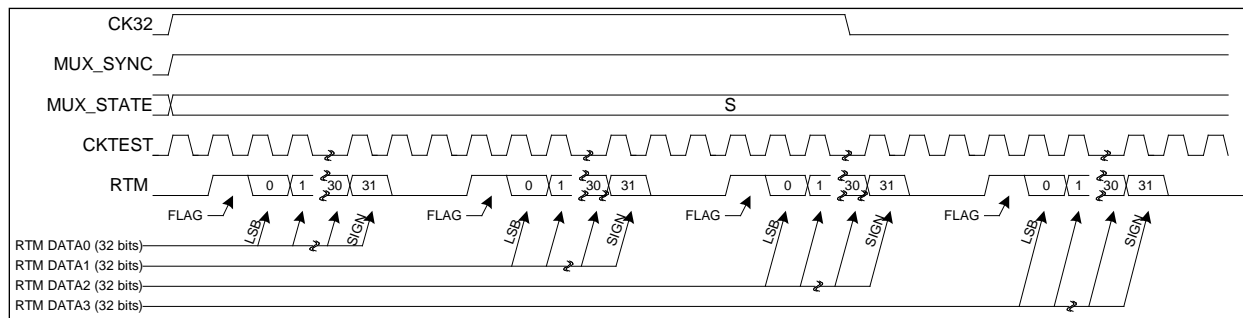 CK32
MUX_SYNC
MUX_STATE S
CKTEST
RTM 0 1 30 31 0 1 30 31 0 1 30 31 0 1 30 31
FLAG FLAG FLAG FLAG
LSB SIGN LSB SIGN LSB SIGN LSB SIGN
RTM DATA0 (32 bits)
RTM DATA1 (32 bits)
RTM DATA2 (32 bits)
RTM DATA3 (32 bits)